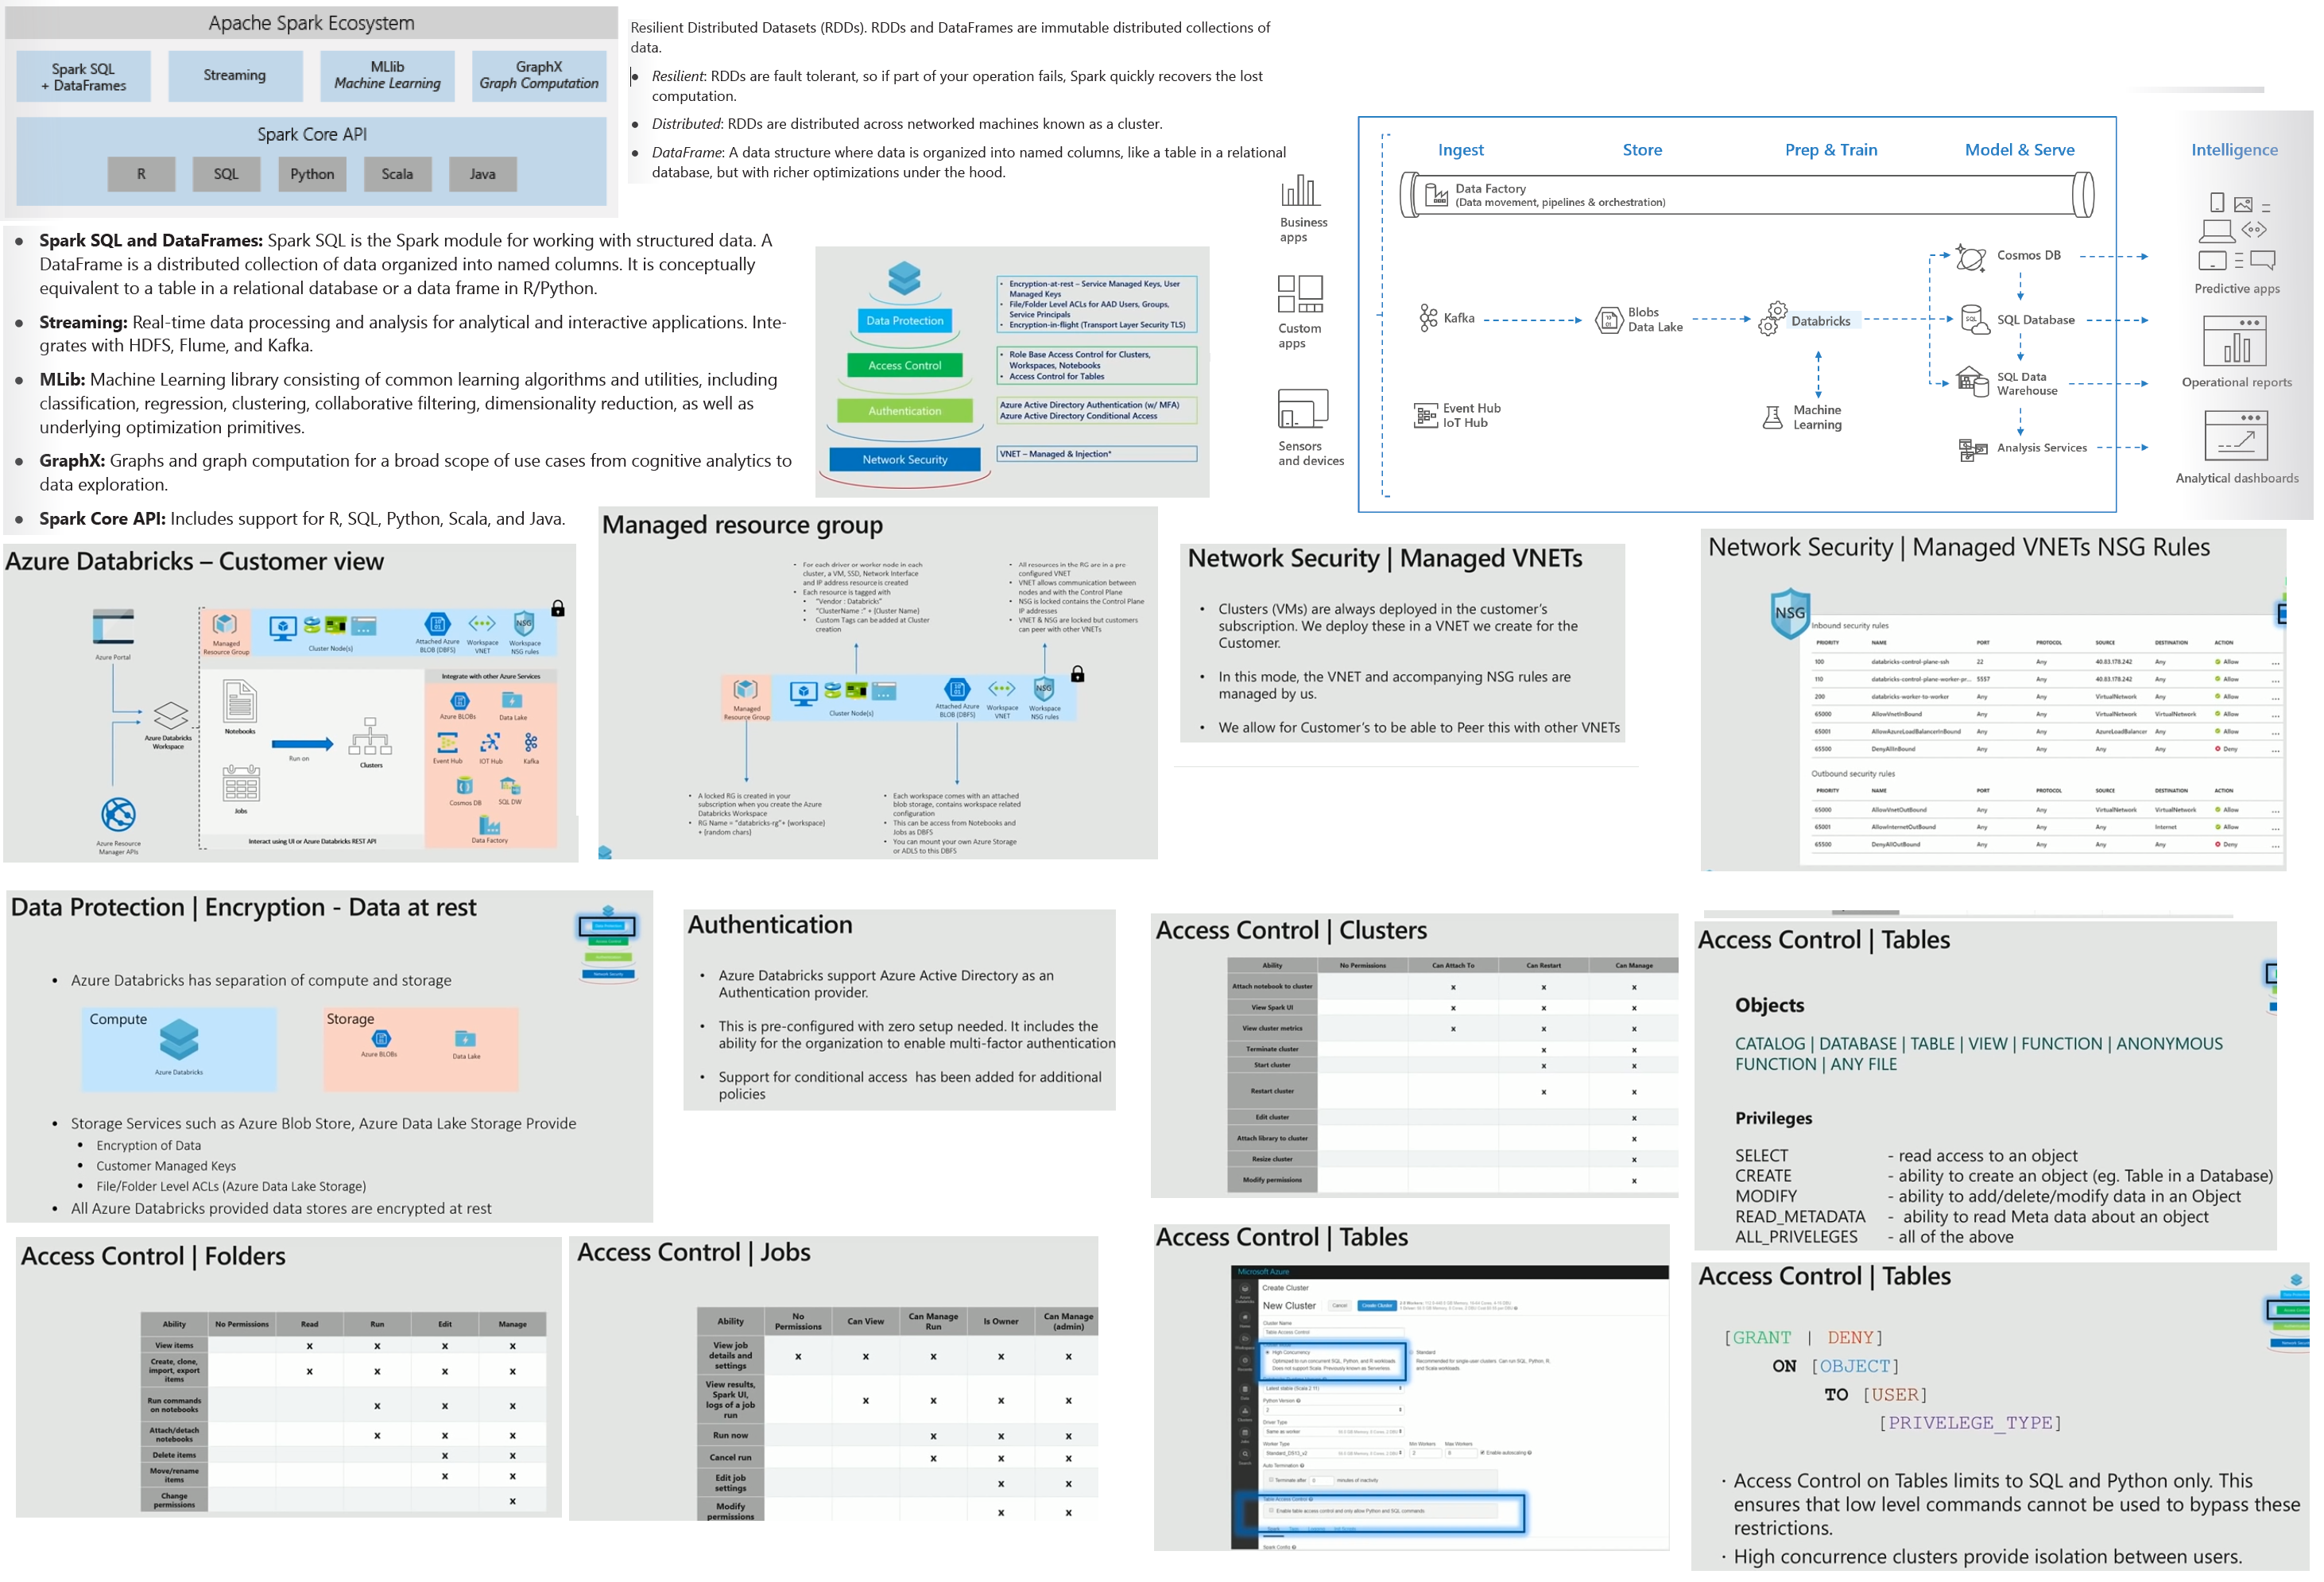 Apache Spark Ecosystem
Spark SQL
+ DataFrames
Streaming
MLlib
Machine Learning
GraphX
Graph Computation
Spark Core API
R
SQL
Python
Scala
Java
Resilient Distributed Datasets (RDDs). RDDs and DataFrames are immutable distributed collections of
data.
● Resilient: RDDs are fault tolerant, so if part of your operation fails, Spark quickly recovers the lost
computation.
● Distributed: RDDs are distributed across networked machines known as a cluster.
● DataFrame: A data structure where data is organized into named columns, like a table in a relational
database, but with richer optimizations under the hood.
● Spark SQL and DataFrames: Spark SQL is the Spark module for working with structured data. A
DataFrame is a distributed collection of data organized into named columns. It is conceptually
equivalent to a table in a relational database or a data frame in R/Python.
● Streaming: Real-time data processing and analysis for analytical and interactive applications. Inte-
grates with HDFS, Flume, and Kafka.
● MLib: Machine Learning library consisting of common learning algorithms and utilities, including
classification, regression, clustering, collaborative filtering, dimensionality reduction, as well as
underlying optimization primitives.
● GraphX: Graphs and graph computation for a broad scope of use cases from cognitive analytics to
data exploration.
● Spark Core API: Includes support for R, SQL, Python, Scala, and Java.
Data Protection
• Encryption-at-rest – Service Managed Keys, User
Managed Keys
• File/Folder Level ACLs for AAD Users, Groups,
Service Principals
• Encryption-in-flight (Transport Layer Security TLS)
Access Control
• Role Base Access Control for Clusters,
Workspaces, Notebooks
• Access Control for Tables
Authentication
Azure Active Directory Authentication (w/ MFA)
Azure Active Directory Conditional Access
Network Security
VNET – Managed & Injection*
Business
apps
Custom
apps
Sensors
and devices
Ingest
Store
Prep & Train
Model & Serve
Intelligence
Data Factory
(Data movement, pipelines & orchestration)
Kafka
Event Hub
IoT Hub
Blobs
Data Lake
Databricks
Machine
Learning
Cosmos DB
SQL Database
SQL Data
Warehouse
Analysis Services
Predictive apps
Operational reports
Analytical dashboards
Azure Databricks – Customer view
Azure Portal
Azure Resource
Manager APIs
Azure Databricks
Workspace
Managed
Resource Group
Cluster Node(s)
Attached Azure
BLOB (DBFS)
Workspace
VNET
NSG
Workspace
NSG rules
Notebooks
Run on
Clusters
Jobs
Interact using UI or Azure Databricks REST API
Integrate with other Azure Services
Azure BLOBs
Data Lake
Event Hub
IOT Hub
Kafka
Cosmos DB
SQL DW
Data Factory
Managed resource group
• For each driver or worker node in each
cluster, a VM, SSD, Network Interface
and IP address resource is created
• Each resource is tagged with
• "Vendor : Databricks"
• "ClusterName :" + {Cluster Name}
• Custom Tags can be added at Cluster
creation
• All resources in the RG are in a pre
configured VNET
• VNET allows communication between
nodes and with the Control Plane
• NSG is locked contains the Control Plane
IP addresses
• VNET & NSG are locked but customers
can peer with other VNETs
Managed
Resource Group
Cluster Node(s)
Attached Azure
BLOB (DBFS)
Workspace
VNET
NSG
Workspace
NSG rules
• A locked RG is created in your
subscription when you create the Azure
Databricks Workspace
• RG Name = "databricks-rg"+ {workspace}
+ {random chars}
• Each workspace comes with an attached
blob storage, contains workspace related
configuration
• This can be access from Notebooks and
Jobs as DBFS
• You can mount your own Azure Storage
or ADLS to this DBFS
Network Security | Managed VNETs
• Clusters (VMs) are always deployed in the customer's
subscription. We deploy these in a VNET we create for the
Customer.
• In this mode, the VNET and accompanying NSG rules are
managed by us.
• We allow for Customer's to be able to Peer this with other VNETs
Network Security | Managed VNETs NSG Rules
NSG
Inbound security rules
PRIORITY NAME PORT PROTOCOL SOURCE DESTINATION ACTION
100 databricks-control-plane-ssh 22 Any 40.83.178.242 Any Allow ...
110 databricks-control-plane-worker-pr... 5557 Any 40.83.178.242 Any Allow ...
200 databricks-worker-to-worker Any Any VirtualNetwork Any Allow ...
65000 AllowVnetInBound Any Any VirtualNetwork VirtualNetwork Allow ...
65001 AllowAzureLoadBalancerInBound Any Any AzureLoadBalancer Any Allow ...
65500 DenyAllInBound Any Any Any Any Deny ...
Outbound security rules
PRIORITY NAME PORT PROTOCOL SOURCE DESTINATION ACTION
65000 AllowVnetOutBound Any Any VirtualNetwork VirtualNetwork Allow ...
65001 AllowInternetOutBound Any Any Any Internet Allow ...
65500 DenyAllOutBound Any Any Any Any Deny ...
Data Protection | Encryption - Data at rest
• Azure Databricks has separation of compute and storage
Compute
Azure Databricks
Storage
Azure BLOBs
Data Lake
• Storage Services such as Azure Blob Store, Azure Data Lake Storage Provide
• Encryption of Data
• Customer Managed Keys
• File/Folder Level ACLs (Azure Data Lake Storage)
• All Azure Databricks provided data stores are encrypted at rest
Authentication
• Azure Databricks support Azure Active Directory as an
Authentication provider.
• This is pre-configured with zero setup needed. It includes the
ability for the organization to enable multi-factor authentication
• Support for conditional access has been added for additional
policies
Access Control | Clusters
Ability No Permissions Can Attach To Can Restart Can Manage
Attach notebook to cluster x x x
View Spark UI x x x
View cluster metrics x x x
Terminate cluster x x
Start cluster x x
Restart cluster x x
Edit cluster x
Attach library to cluster x
Resize cluster x
Modify permissions x
Access Control | Tables
Objects
CATALOG | DATABASE | TABLE | VIEW | FUNCTION | ANONYMOUS
FUNCTION | ANY FILE
Privileges
SELECT - read access to an object
CREATE - ability to create an object (eg. Table in a Database)
MODIFY - ability to add/delete/modify data in an Object
READ_METADATA - ability to read Meta data about an object
ALL_PRIVELEGES - all of the above
Access Control | Folders
Ability No Permissions Read Run Edit Manage
View items x x x x
Create, clone,
import, export
items x x x x
Run commands
on notebooks x x x
Attach/detach
notebooks x x x
Delete items x x
Move/rename
items x x
Change
permissions x
Access Control | Jobs
Ability No
Permissions Can View Can Manage
Run Is Owner Can Manage
(admin)
View job
details and
settings x x x x x
View results,
Spark UI,
logs of a job
run x x x x
Run now x x x
Cancel run x x x
Edit job
settings x x
Modify
permissions x x
Access Control | Tables
Microsoft Azure
Create Cluster
New Cluster
Cancel
Create Cluster
Cluster Name
Table Access Control
High Concurrency
Optimized to run concurrent SQL, Python, and R workloads.
Does not support Scala. Previously known as Serverless.
Standard
Recommended for single-user clusters. Can run SQL, Python, R,
and Scala workloads.
Latest stable (Scala 2.11)
Python Version
2
Driver Type
Same as worker
Worker Type
Min Workers
Max Workers
Standard_DS13_v2
2
8
Enable autoscaling
Auto Termination
Terminate after
minutes of inactivity
Table Access Control
Enable table access control and only allow Python and SQL commands
Spark Config
Access Control | Tables
[GRANT | DENY]
ON [OBJECT]
TO [USER]
[PRIVELEGE_TYPE]
· Access Control on Tables limits to SQL and Python only. This
ensures that low level commands cannot be used to bypass these
restrictions.
· High concurrence clusters provide isolation between users.